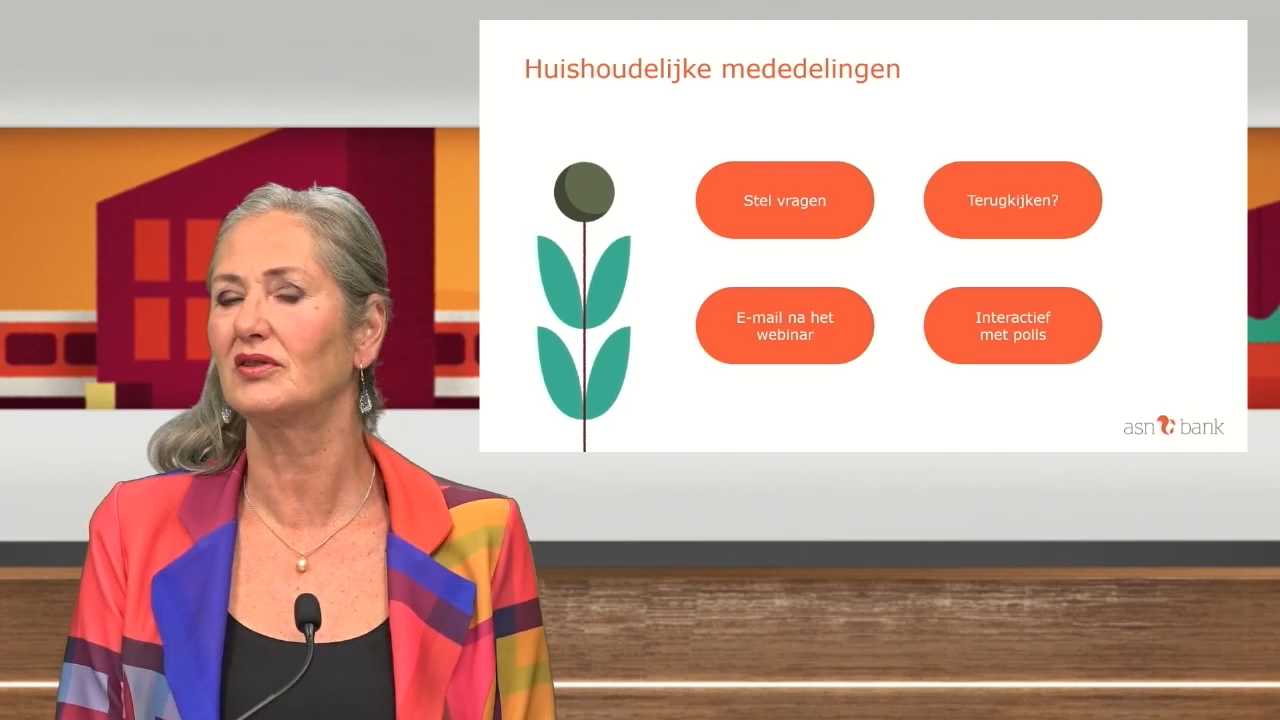 Huishoudelijke mededelingen
Stel vragen
Terugkijken?
E-mail na het
webinar
Interactief
met polls
asn bank